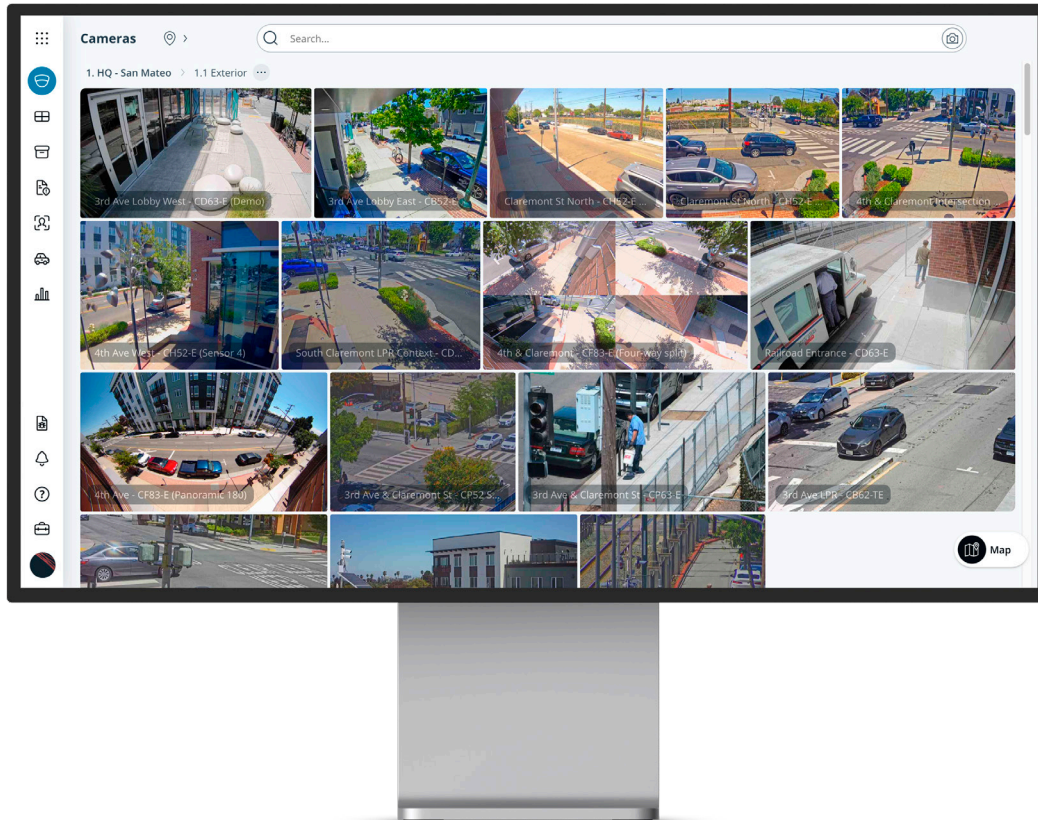 Cameras
Search...
1. HQ - San Mateo > 1.1 Exterior ...
3rd Ave Lobby West - CD63-E (Demo)
3rd Ave Lobby East - CB52-E
Claremont St North - CH52-E ...
Claremont St North - CH52-E ...
4th & Claremont Intersection ...
4th Ave West - CH52-E (Sensor 4)
South Claremont LPR Context - CD...
4th & Claremont - CF83-E (Four-way split)
Railroad Entrance - CD63-E
4th Ave - CF83-E (Panoramic 180)
3rd Ave & Claremont St - CP52 S...
3rd Ave & Claremont St - CP63-E
3rd Ave LPR - CB62-TE
Map